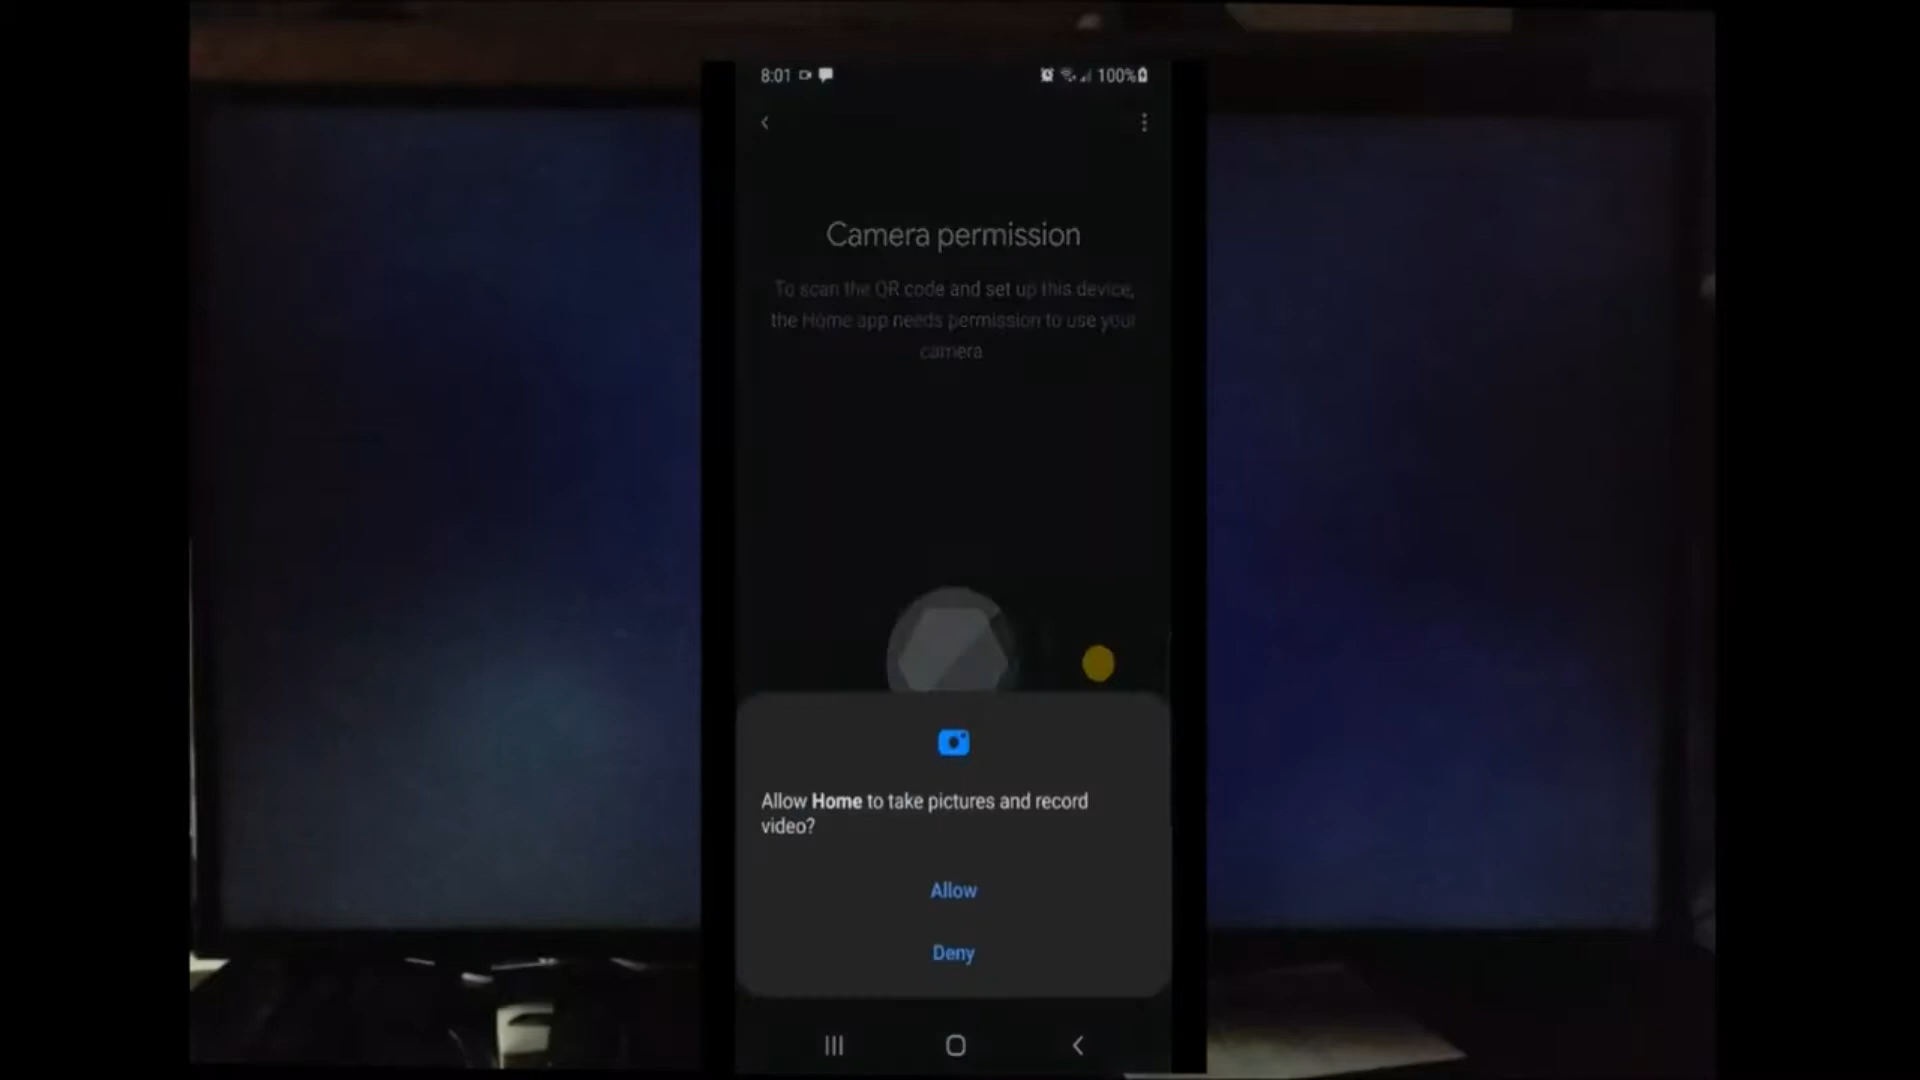 8:01 100%
Camera permission
To scan the QR code and set up this device,
the Home app needs permission to use your
camera
Allow Home to take pictures and record
video?
Allow
Deny